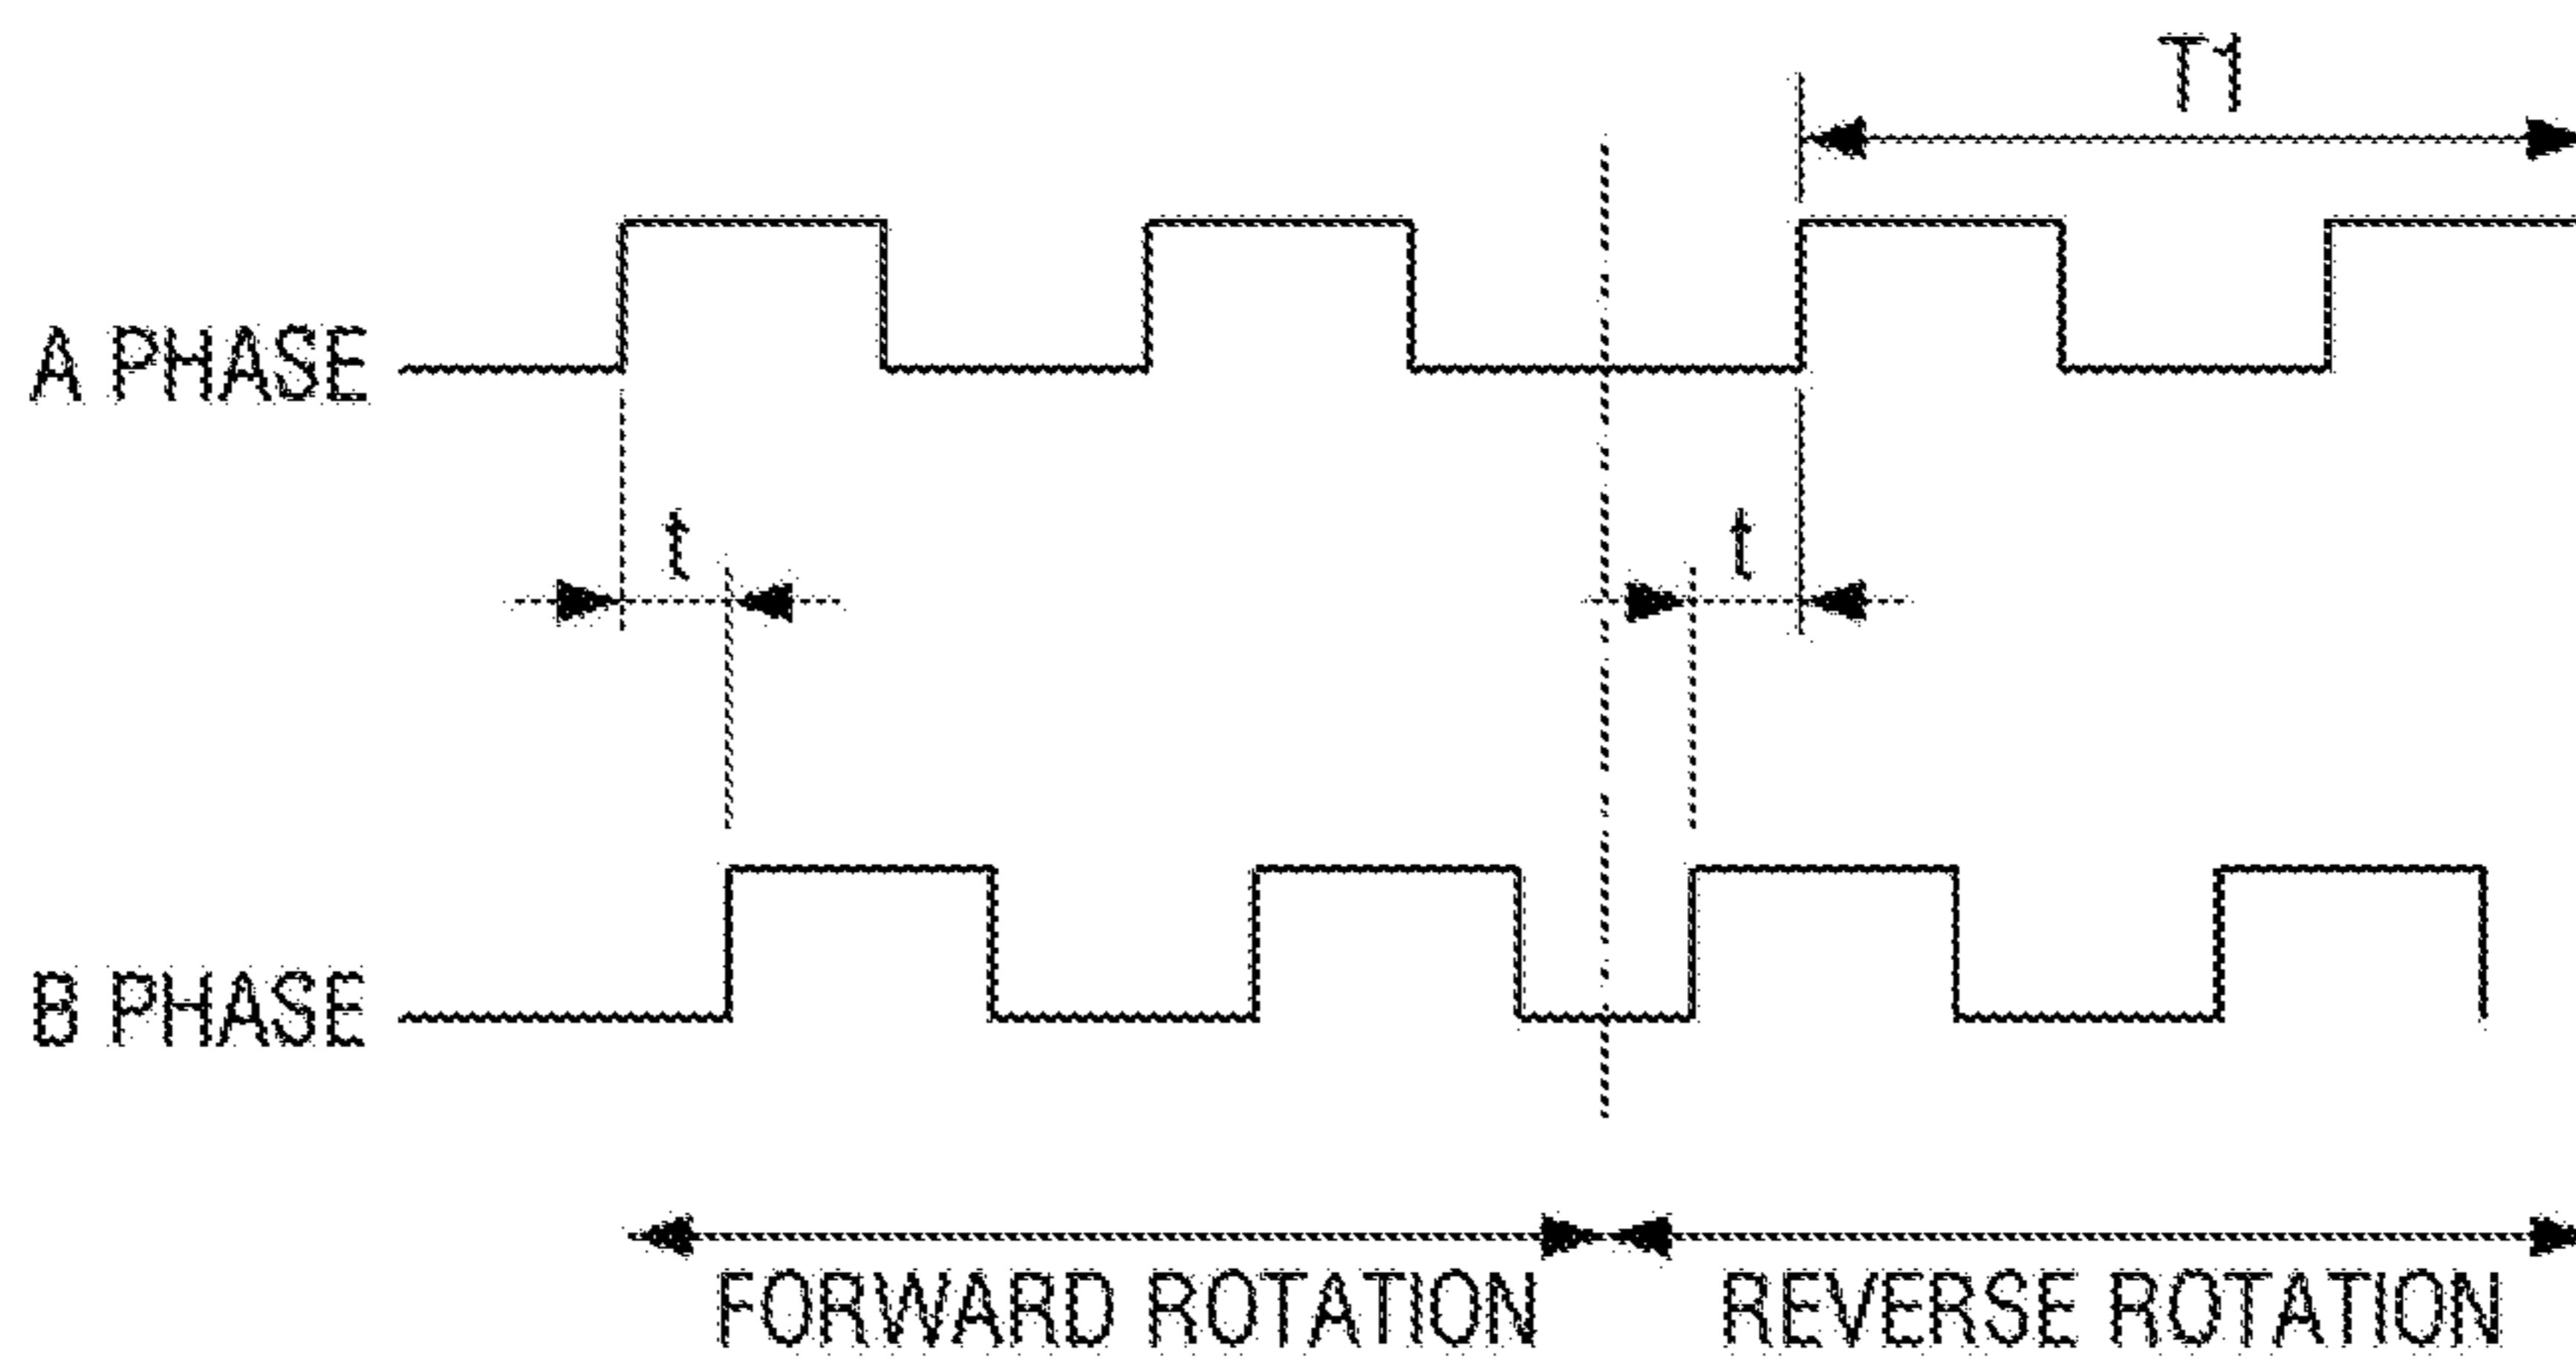 T1
A PHASE
t
t
B PHASE
FORWARD ROTATION
REVERSE ROTATION